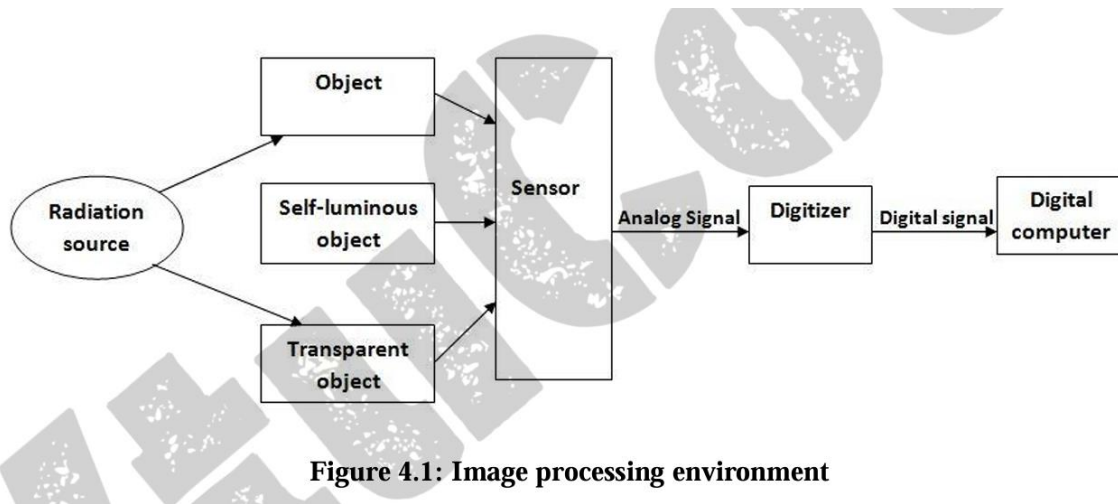 Object
Radiation
source
Self-luminous
object
Transparent
object
Sensor
Analog Signal
Digitizer
Digital signal
Digital
computer
Figure 4.1: Image processing environment